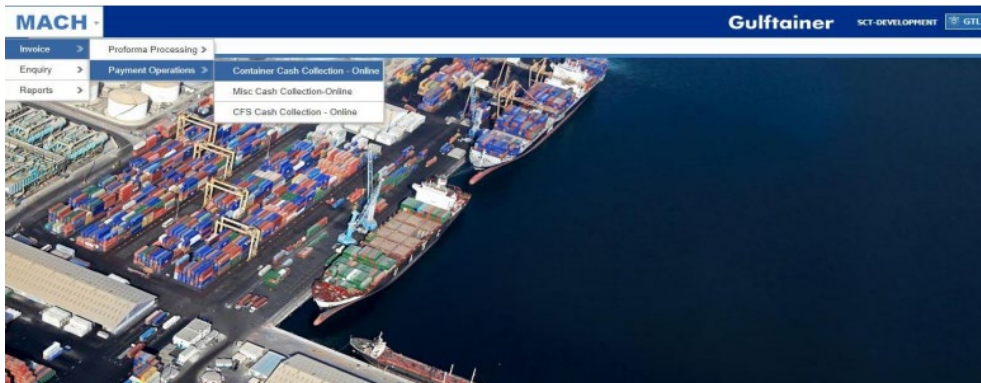 MACH
Gulftainer SCT-DEVELOPMENT GTL
Invoice
Enquiry
Reports
Proforma Processing
Payment Operations
Container Cash Collection - Online
Misc Cash Collection-Online
CFS Cash Collection - Online